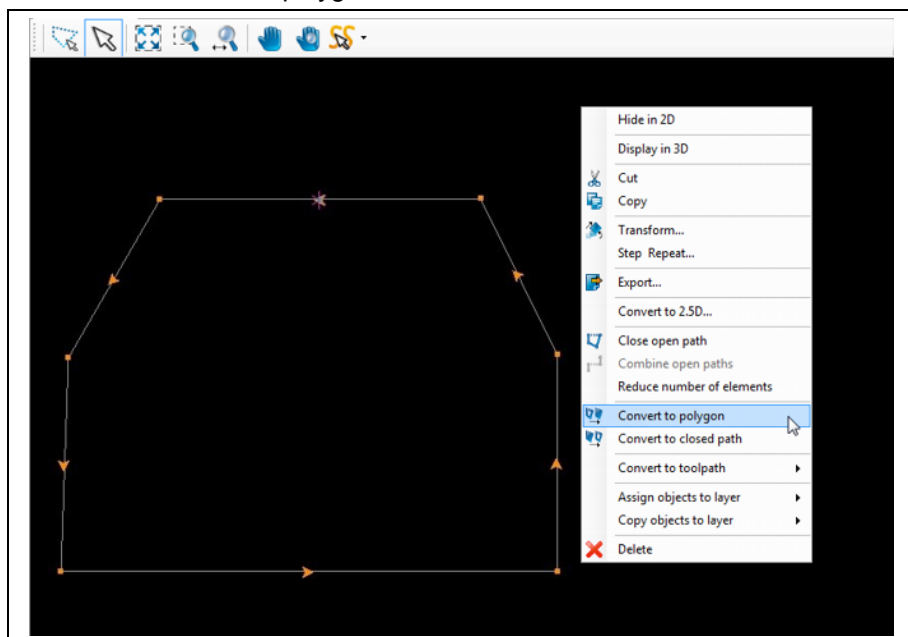 polyg
Hide in 2D
Display in 3D
Cut
Copy
Transform...
Step Repeat...
Export...
Convert to 2.5D...
Close open path
Combine open paths
Reduce number of elements
Convert to polygon
Convert to closed path
Convert to toolpath
Assign objects to layer
Copy objects to layer
Delete